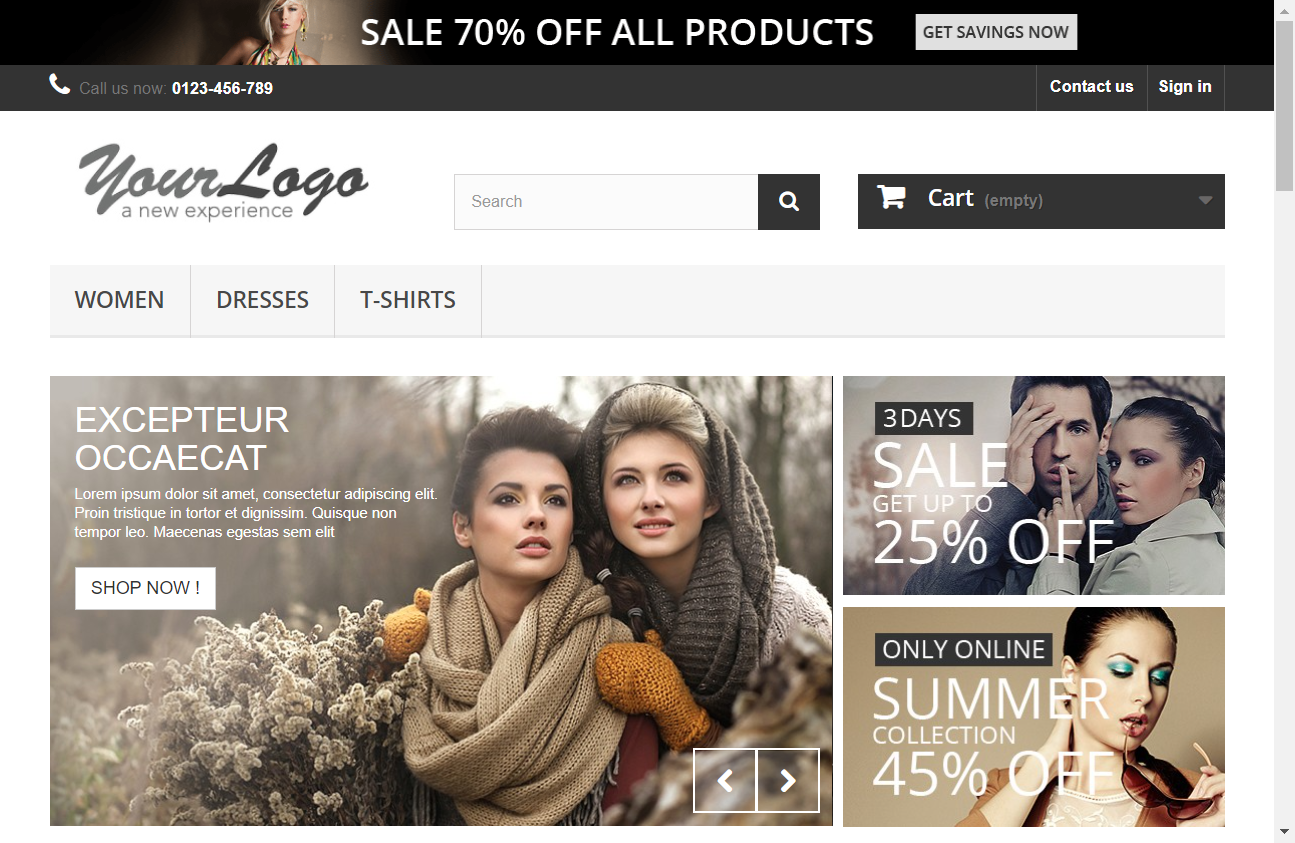 SALE 70% OFF ALL PRODUCTS
GET SAVINGS NOW
Call us now: 0123-456-789
Contact us
Sign in
YourLogo
a new experience
Search
Cart (empty)
WOMEN
DRESSES
T-SHIRTS
EXCEPTEUR
OCCAECAT
Lorem ipsum dolor sit amet, consectetur adipiscing elit.
Proin tristique in tortor et dignissim. Quisque non
tempor leo. Maecenas egestas sem elit
SHOP NOW !
3 DAYS
SALE
GET UP TO
25% OFF
ONLY ONLINE
SUMMER
COLLECTION
45% OFF